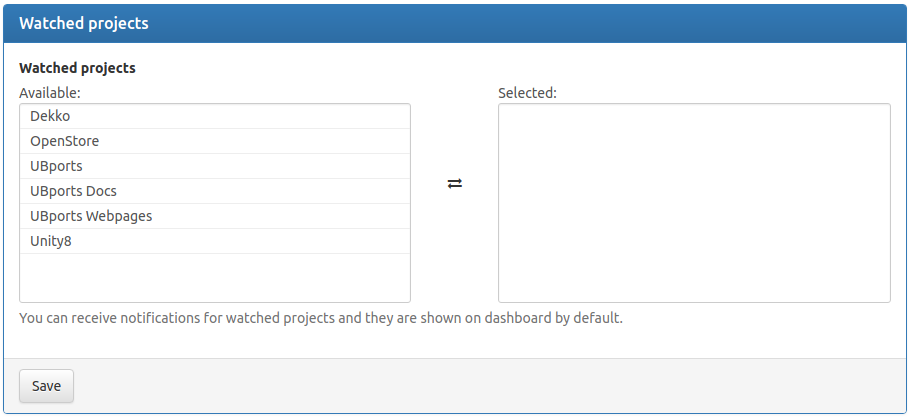 Watched projects
Watched projects
Available:
Selected:
Dekko
OpenStore
UBports
UBports Docs
UBports Webpages
Unity8
You can receive notifications for watched projects and they are shown on dashboard by default.
Save